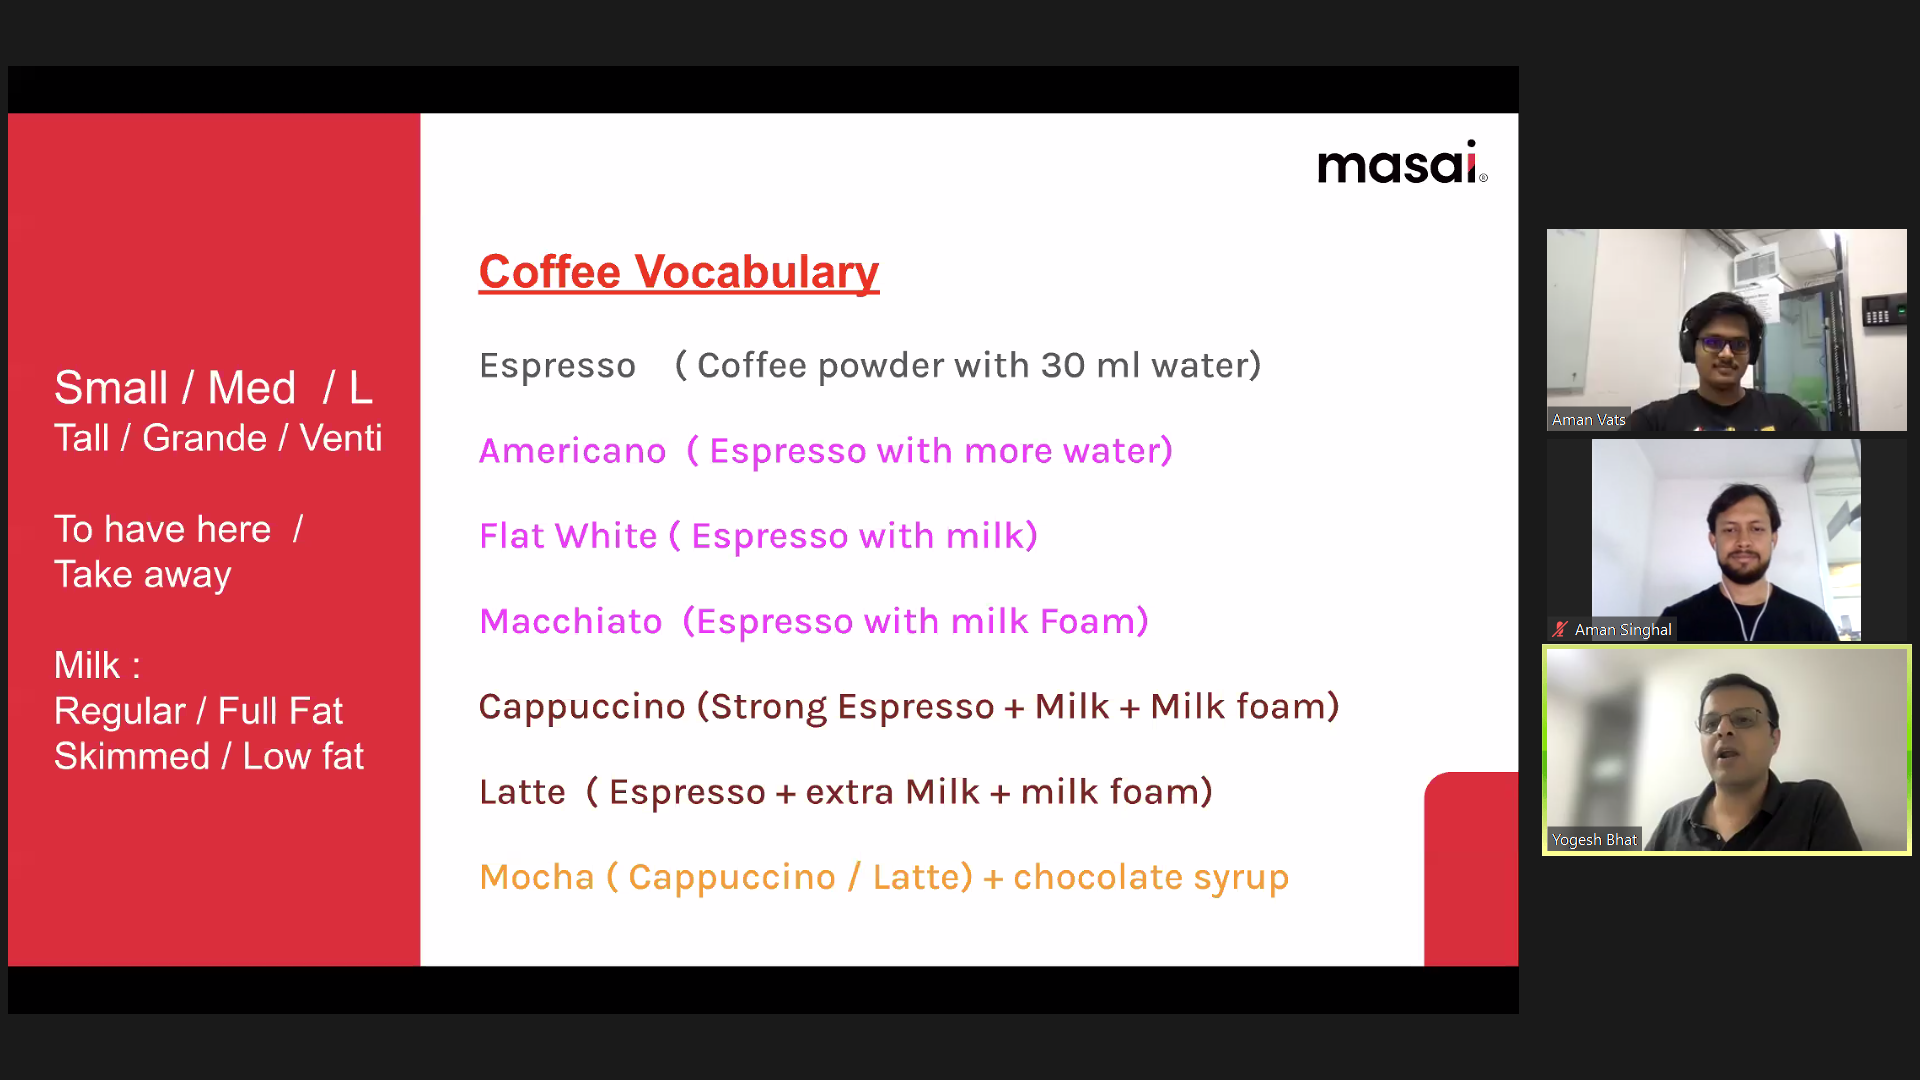 masai®
Small / Med / L
Tall / Grande / Venti
To have here /
Take away
Milk :
Regular / Full Fat
Skimmed / Low fat
Coffee Vocabulary
Espresso ( Coffee powder with 30 ml water)
Americano ( Espresso with more water)
Flat White ( Espresso with milk)
Macchiato (Espresso with milk Foam)
Cappuccino (Strong Espresso + Milk + Milk foam)
Latte ( Espresso + extra Milk + milk foam)
Mocha ( Cappuccino / Latte) + chocolate syrup
Aman Vats
Aman Singhal
Yogesh Bhat